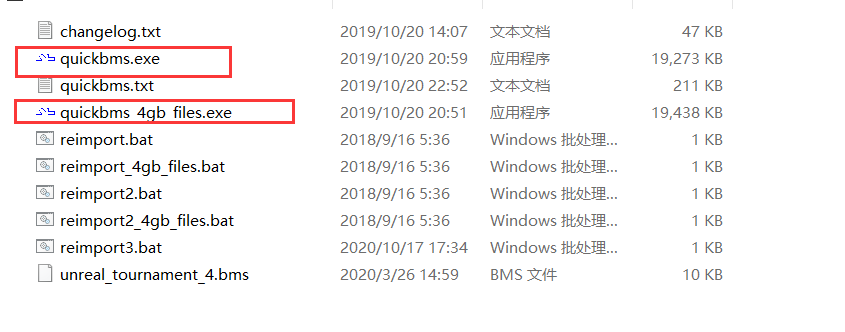 changelog.txt 2019/10/20 14:07 文本文档 47 KB
quickbms.exe 2019/10/20 20:59 应用程序 19,273 KB
quickbms.txt 2019/10/20 22:52 文本文档 211 KB
quickbms_4gb_files.exe 2019/10/20 20:51 应用程序 19,438 KB
reimport.bat 2018/9/16 5:36 Windows 批处理... 1 KB
reimport_4gb_files.bat 2018/9/16 5:36 Windows 批处理... 1 KB
reimport2.bat 2018/9/16 5:36 Windows 批处理... 1 KB
reimport2_4gb_files.bat 2018/9/16 5:36 Windows 批处理... 1 KB
reimport3.bat 2020/10/17 17:34 Windows 批处理... 1 KB
unreal_tournament_4.bms 2020/3/26 14:59 BMS 文件 10 KB